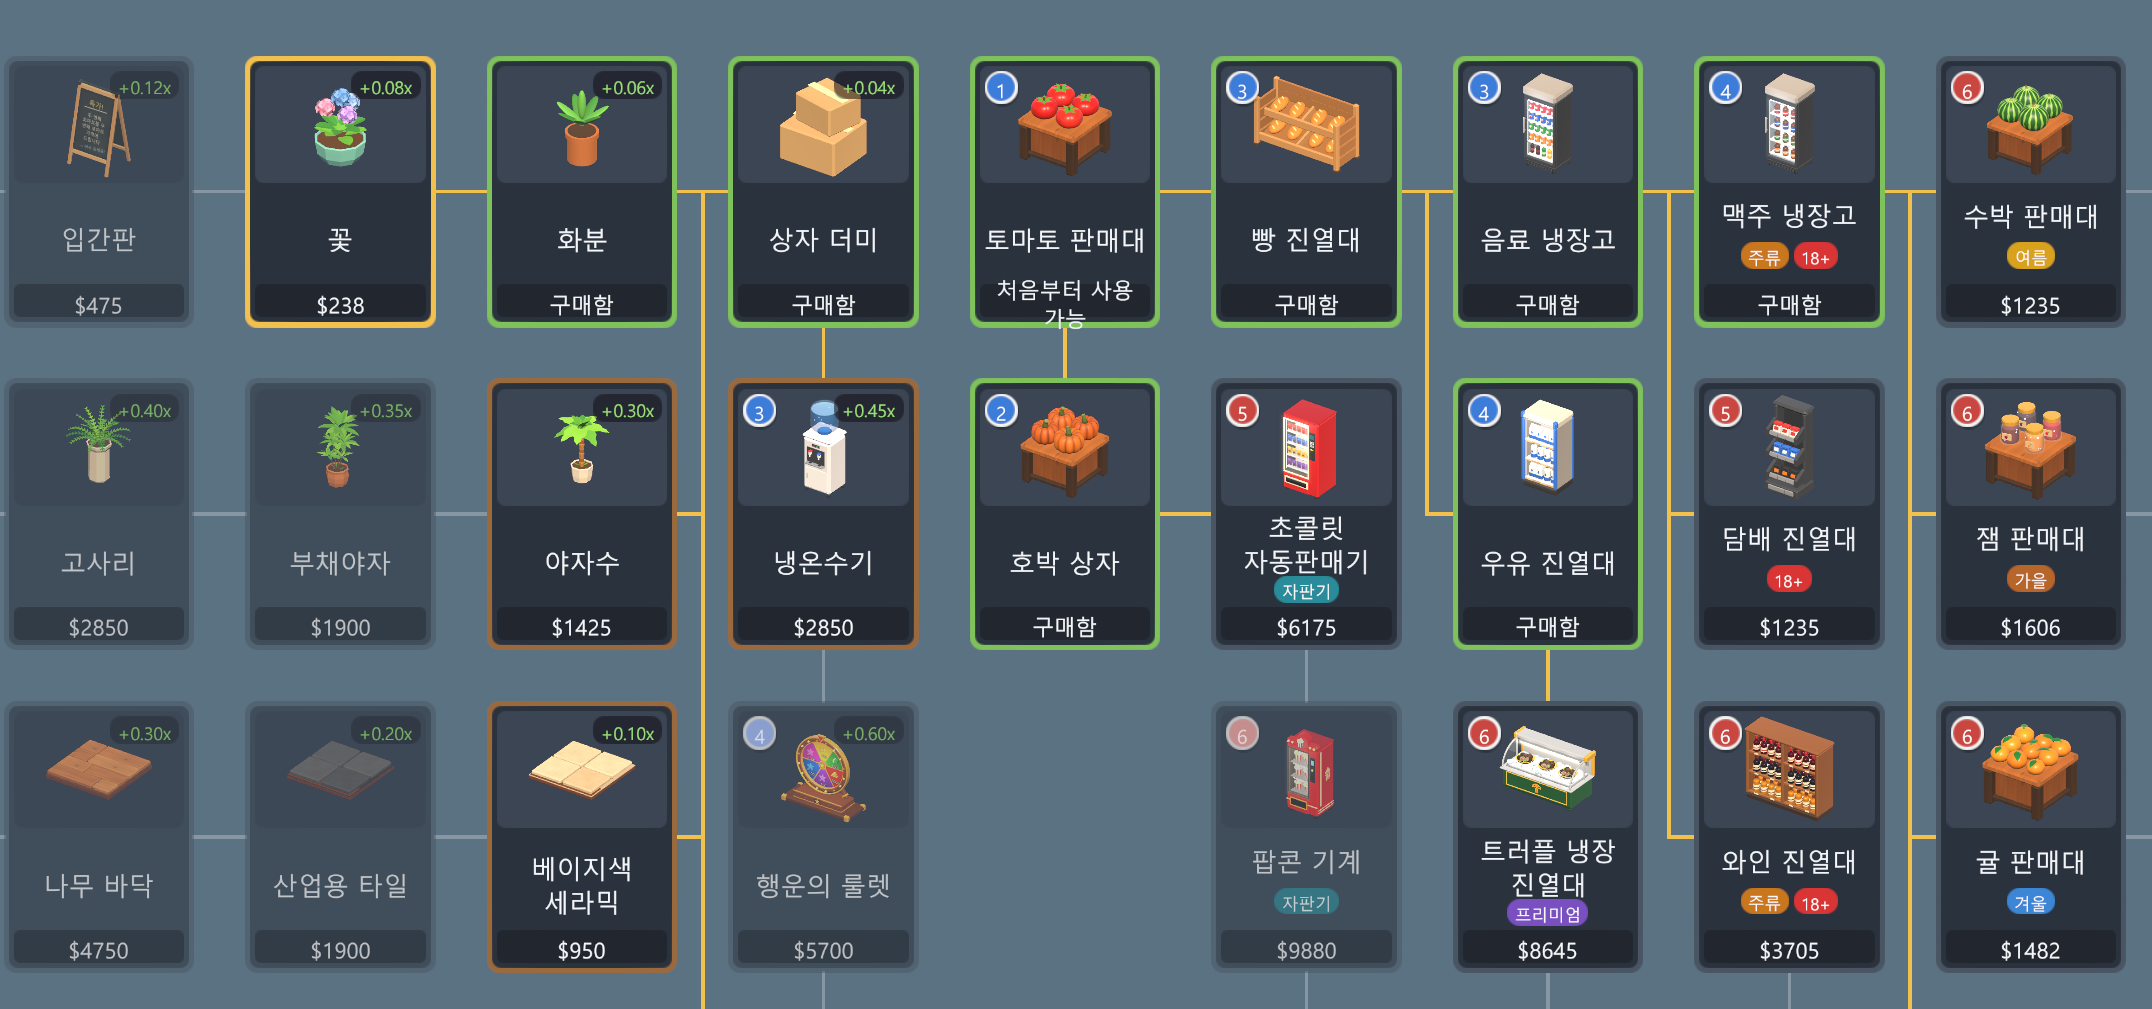 +0.12x
입간판
$475
+0.08x
꽃
$238
+0.06x
화분
구매함
+0.04x
상자 더미
구매함
1
토마토 판매대
처음부터 사용
가능
3
빵 진열대
구매함
3
음료 냉장고
구매함
4
맥주 냉장고
주류 18+
구매함
6
수박 판매대
여름
$1235
+0.40x
고사리
$2850
+0.35x
부채야자
$1900
+0.30x
야자수
$1425
3
+0.45x
냉온수기
$2850
2
호박 상자
구매함
5
초콜릿
자동판매기
자판기
$6175
4
우유 진열대
구매함
5
담배 진열대
18+
$1235
6
잼 판매대
가을
$1606
+0.30x
나무 바닥
$4750
+0.20x
산업용 타일
$1900
+0.10x
베이지색
세라믹
$950
4
+0.60x
행운의 룰렛
$5700
6
팝콘 기계
자판기
$9880
6
트러플 냉장
진열대
프리미엄
$8645
6
와인 진열대
주류 18+
$3705
6
귤 판매대
겨울
$1482